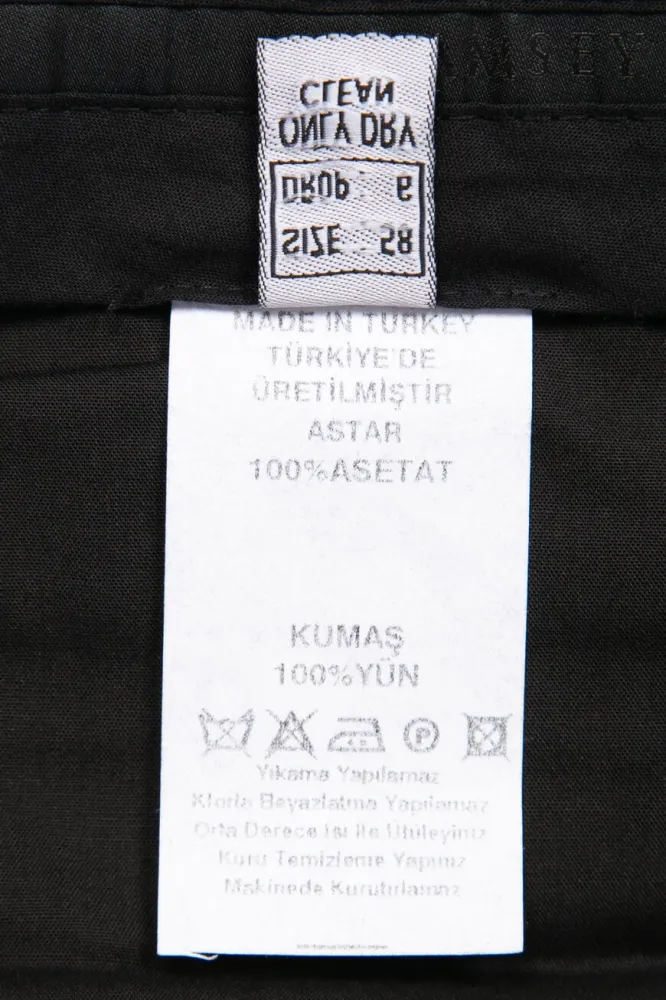 SEY
SIZE : 58
DROP : 6
ONLY DRY
CLEAN
MADE IN TURKEY
TÜRKİYE'DE
ÜRETİLMİŞTİR
ASTAR
100%ASETAT
KUMAŞ
100%YÜN
P
Yıkama Yapılamaz
Klorla Beyazlatma Yapılamaz
Orta Derece Isı İle Ütüleyiniz
Kuru Temizleme Yapınız
Makinede Kurutulamaz